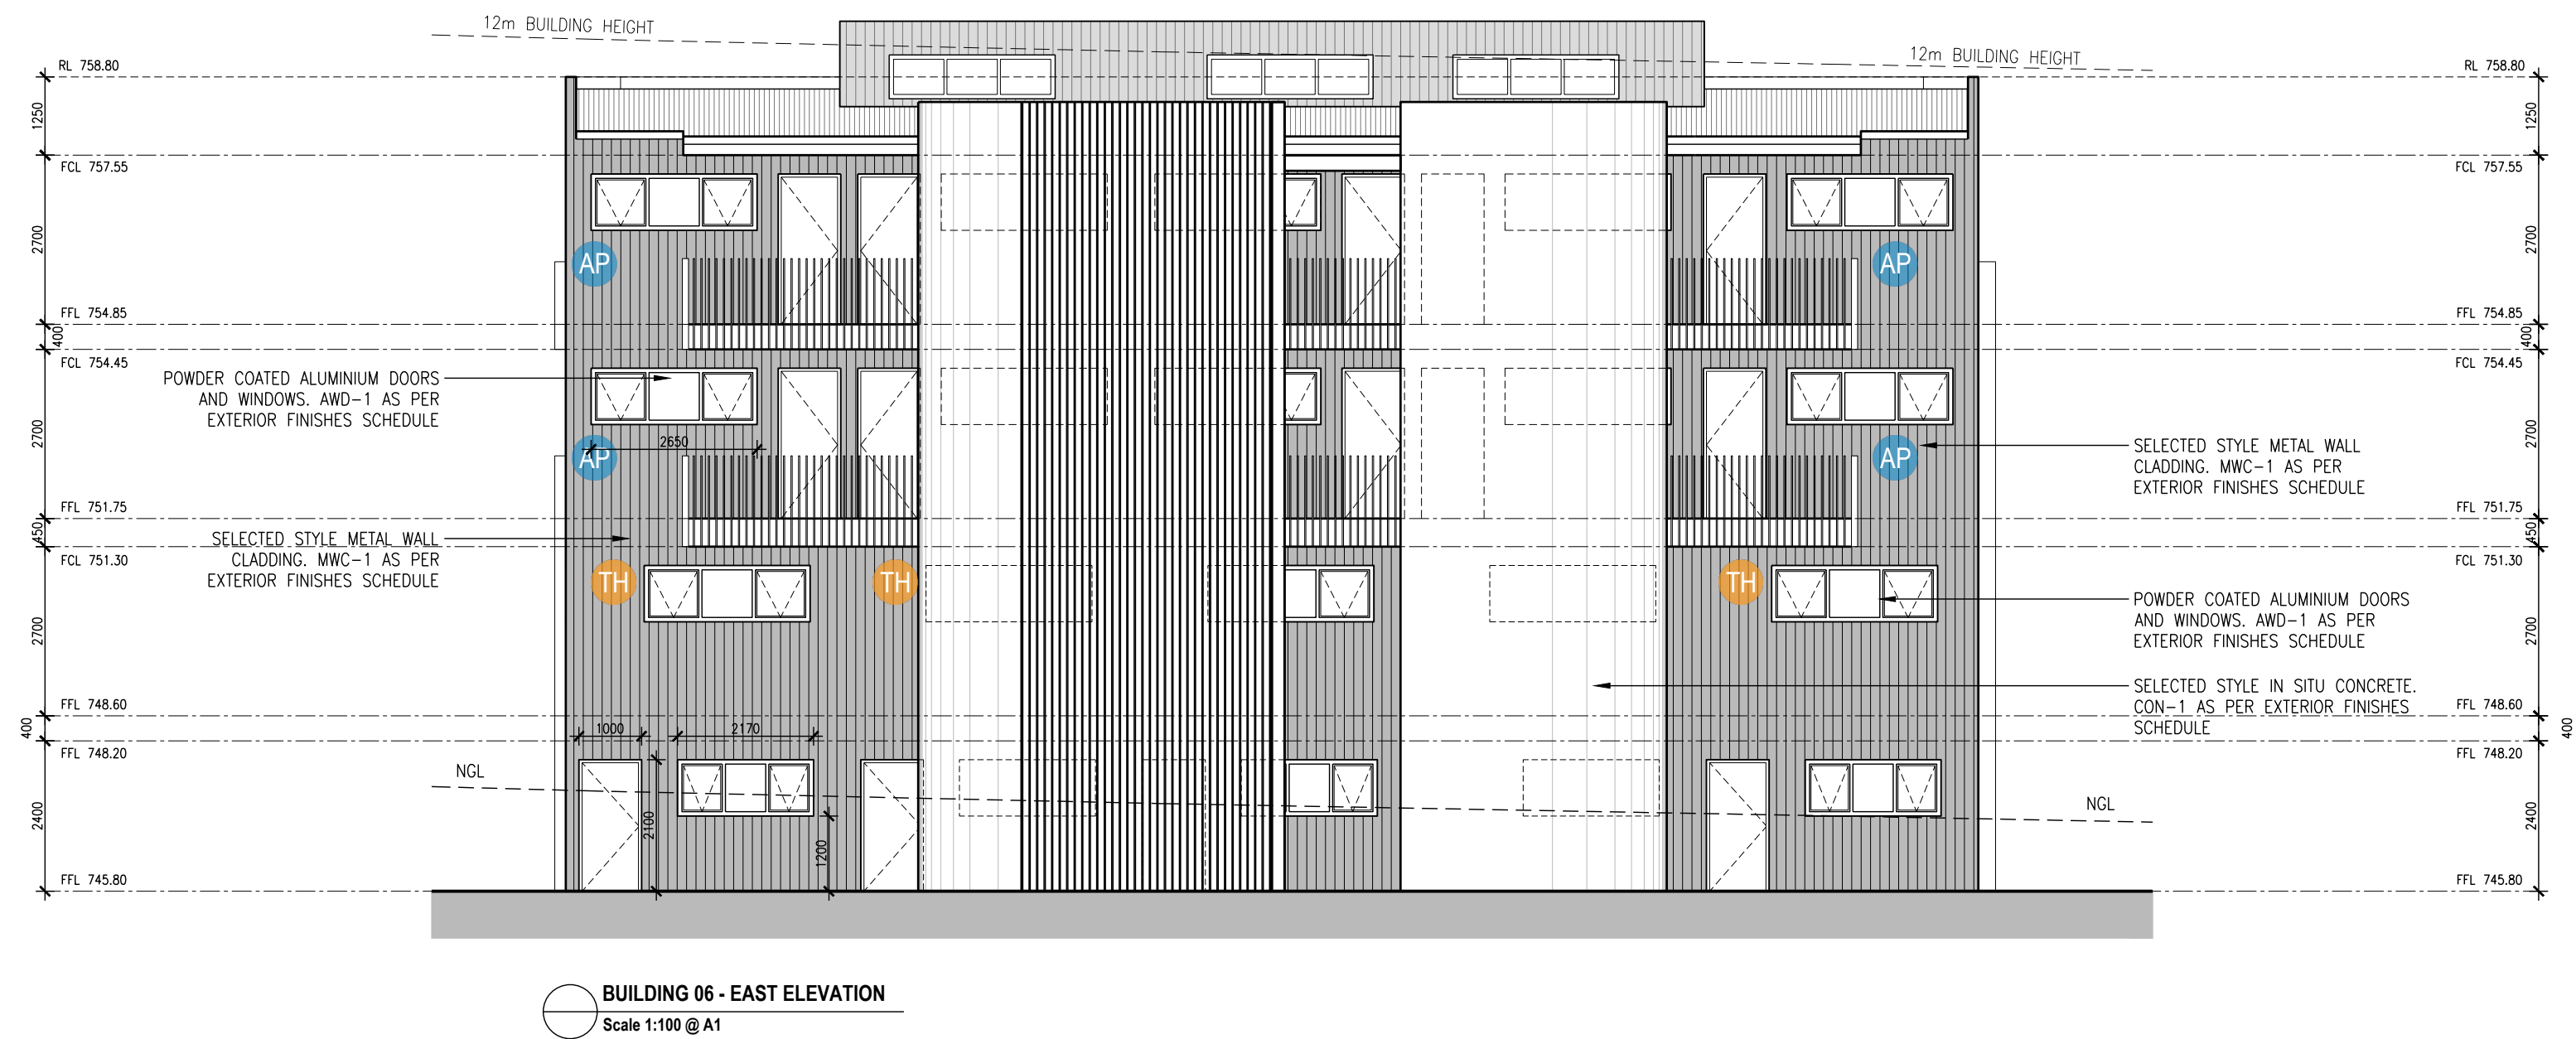 12m BUILDING HEIGHT
12m BUILDING HEIGHT
RL 758.80
RL 758.80
1250
1250
FCL 757.55
FCL 757.55
2700
2700
AP
AP
FFL 754.85
FFL 754.85
400
400
FCL 754.45
FCL 754.45
POWDER COATED ALUMINIUM DOORS
AND WINDOWS. AWD-1 AS PER
EXTERIOR FINISHES SCHEDULE
2700
2700
2650
AP
AP
SELECTED STYLE METAL WALL
CLADDING. MWC-1 AS PER
EXTERIOR FINISHES SCHEDULE
FFL 751.75
FFL 751.75
450
450
SELECTED STYLE METAL WALL
CLADDING. MWC-1 AS PER
EXTERIOR FINISHES SCHEDULE
FCL 751.30
FCL 751.30
TH
TH
TH
2700
2700
POWDER COATED ALUMINIUM DOORS
AND WINDOWS. AWD-1 AS PER
EXTERIOR FINISHES SCHEDULE
SELECTED STYLE IN SITU CONCRETE.
CON-1 AS PER EXTERIOR FINISHES
SCHEDULE
FFL 748.60
FFL 748.60
400
400
1000
2170
FFL 748.20
FFL 748.20
NGL
NGL
2400
2400
2100
1200
FFL 745.80
FFL 745.80
BUILDING 06 - EAST ELEVATION
Scale 1:100 @ A1